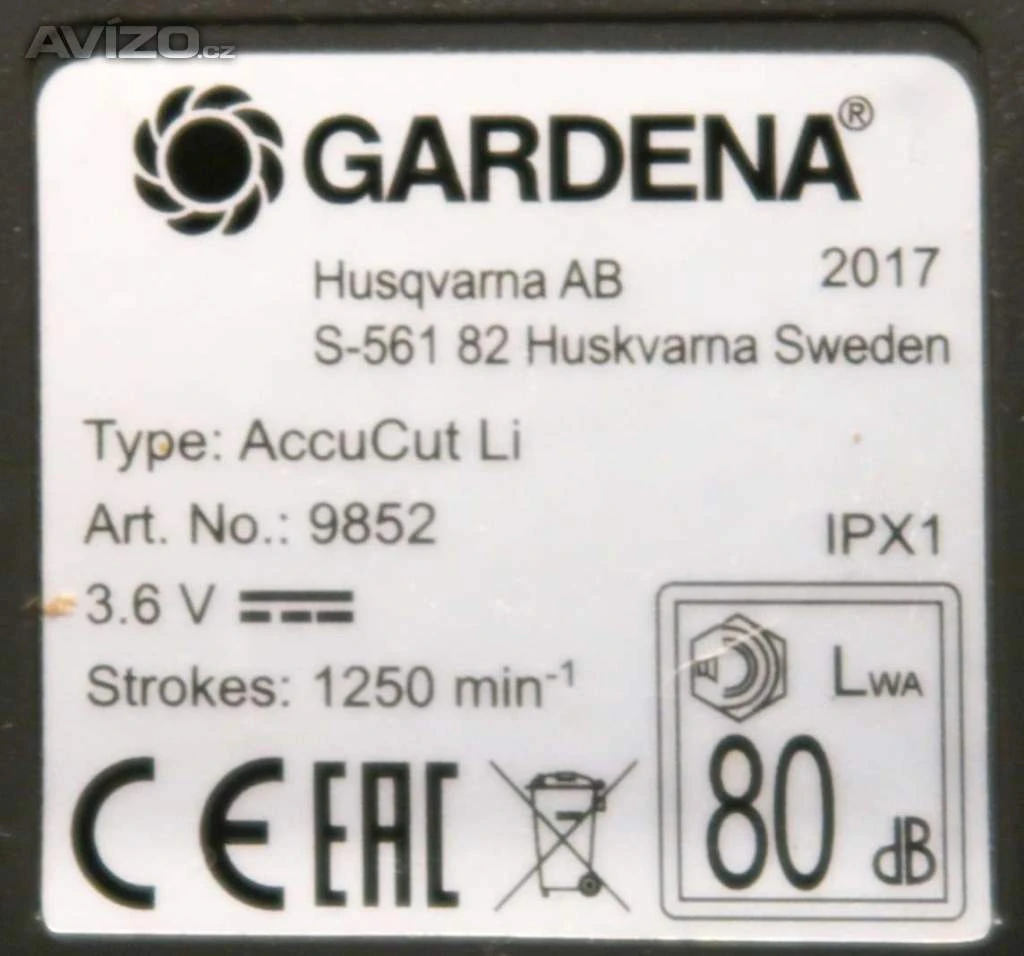 AVÍZO.cz
GARDENA®
Husqvarna AB 2017
S-561 82 Huskvarna Sweden
Type: AccuCut Li
Art. No.: 9852 IPX1
3.6 V
Strokes: 1250 min⁻¹
LWA
CE EAC 80 dB